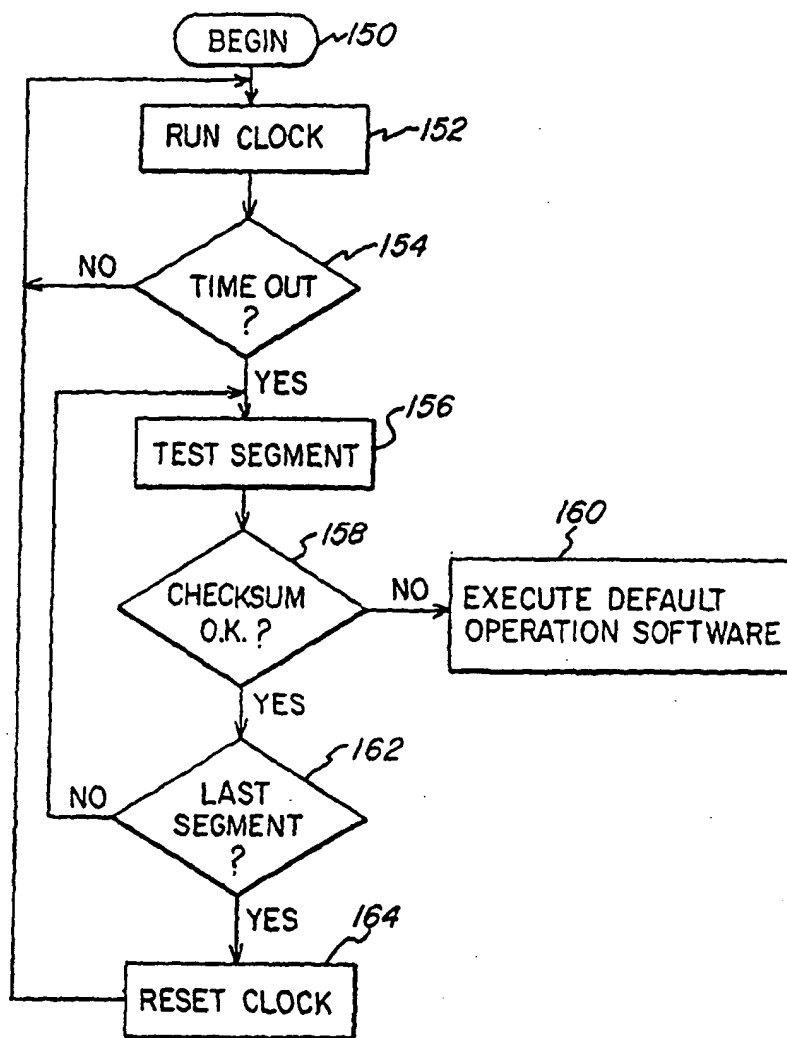 BEGIN
150
RUN CLOCK
152
154
NO
TIME OUT
?
YES
156
TEST SEGMENT
158
160
CHECKSUM
O.K. ?
NO
EXECUTE DEFAULT
OPERATION SOFTWARE
YES
162
NO
LAST
SEGMENT
?
YES
164
RESET CLOCK